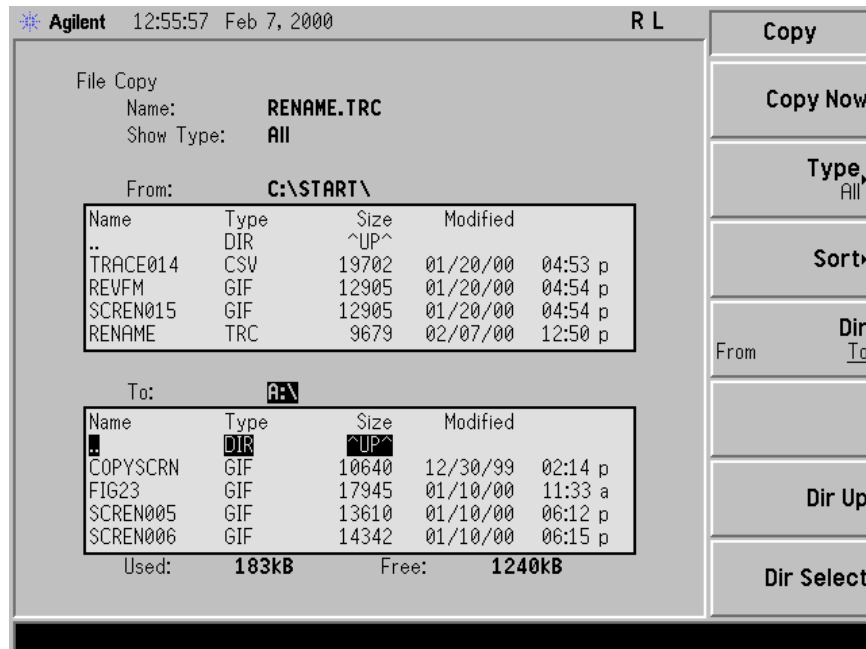 Agilent 12:55:57 Feb 7, 2000 R L
File Copy
Name: RENAME.TRC
Show Type: All
From: C:\START\
Name Type Size Modified
.. DIR ^UP^
TRACE014 CSV 19702 01/20/00 04:53 p
REVFM GIF 12905 01/20/00 04:54 p
SCREN015 GIF 12905 01/20/00 04:54 p
RENAME TRC 9679 02/07/00 12:50 p
To: A:\
Name Type Size Modified
.. DIR ^UP^
COPYSCRN GIF 10640 12/30/99 02:14 p
FIG23 GIF 17945 01/10/00 11:33 a
SCREN005 GIF 13610 01/10/00 06:12 p
SCREN006 GIF 14342 01/10/00 06:15 p
Used: 183kB Free: 1240kB
Copy
Copy Now
Type
All
Sort
Dir
From To
Dir Up
Dir Select